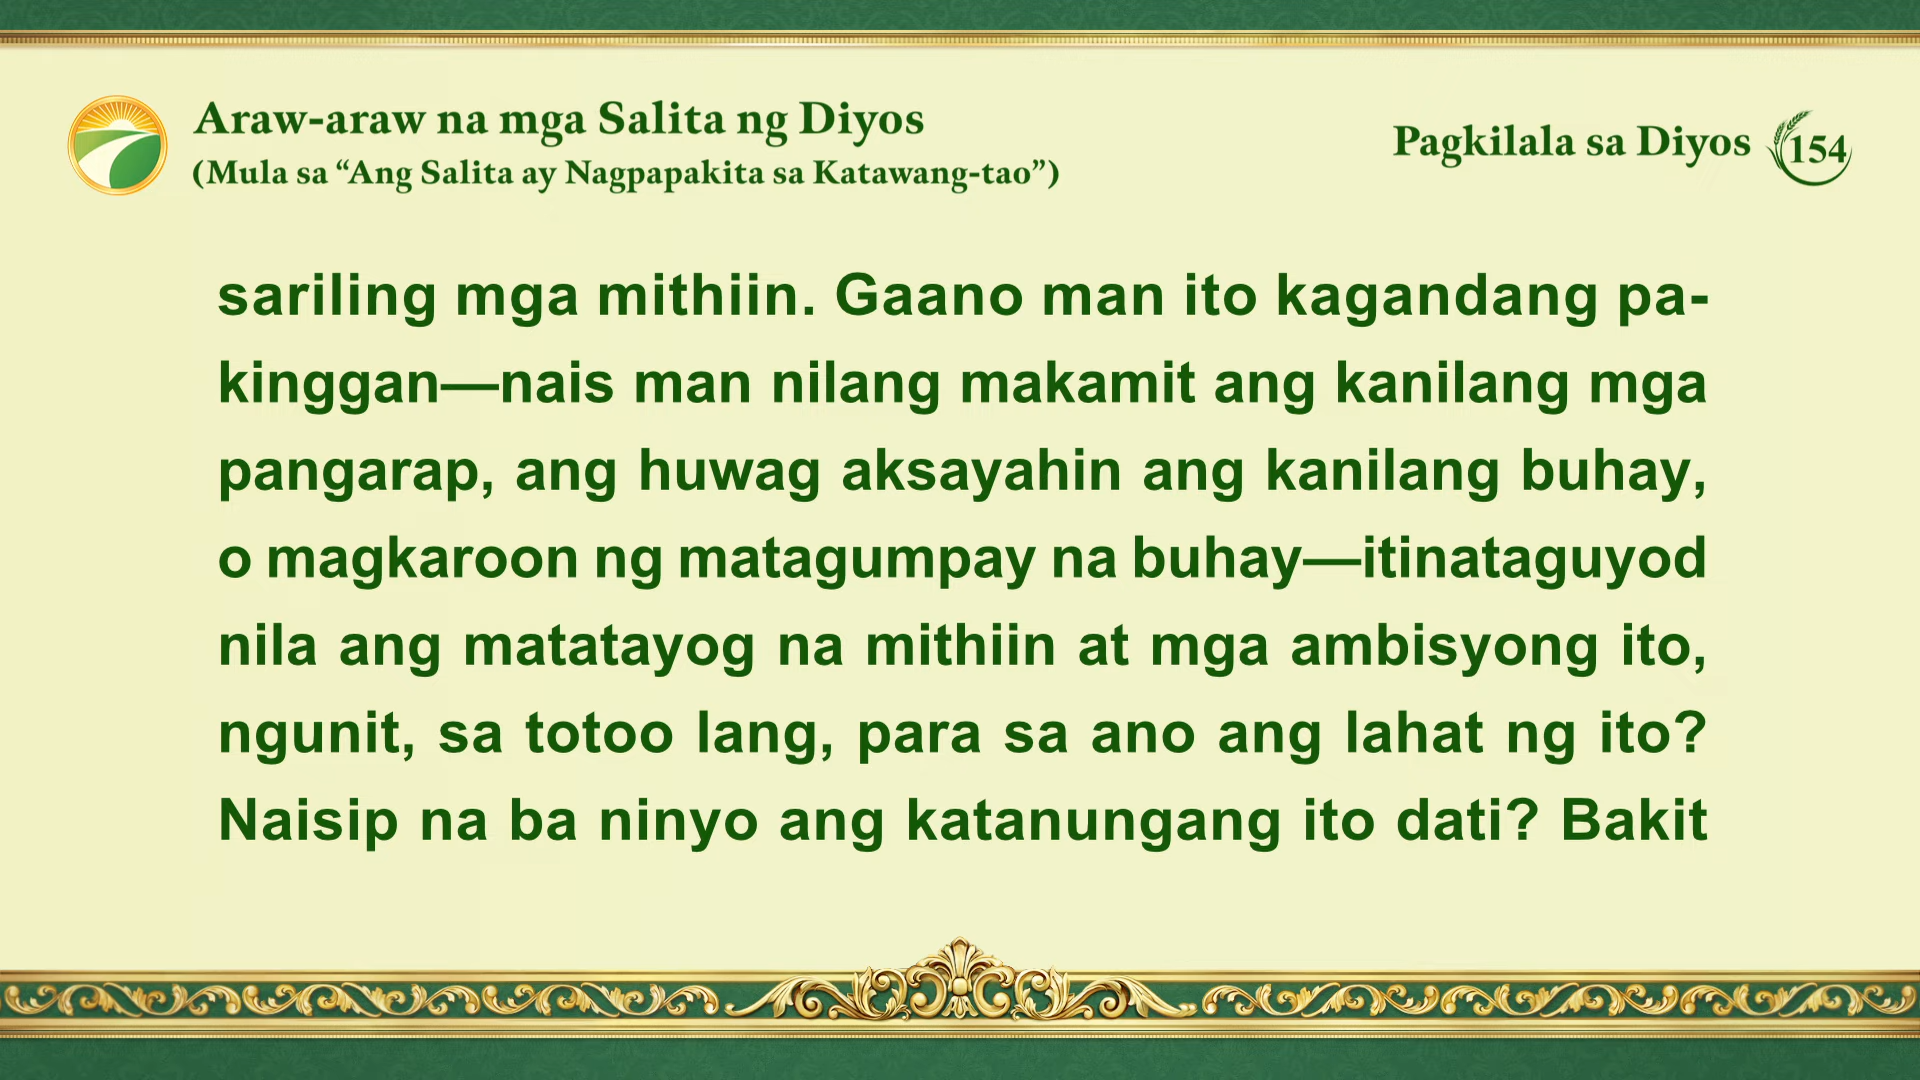 Araw-araw na mga Salita ng Diyos
(Mula sa “Ang Salita ay Nagpapakita sa Katawang-tao”)
Pagkilala sa Diyos 154
sariling mga mithiin. Gaano man ito kagandang pa-
kinggan—nais man nilang makamit ang kanilang mga
pangarap, ang huwag aksayahin ang kanilang buhay,
o magkaroon ng matagumpay na buhay—itinataguyod
nila ang matatayog na mithiin at mga ambisyong ito,
ngunit, sa totoo lang, para sa ano ang lahat ng ito?
Naisip na ba ninyo ang katanungang ito dati? Bakit